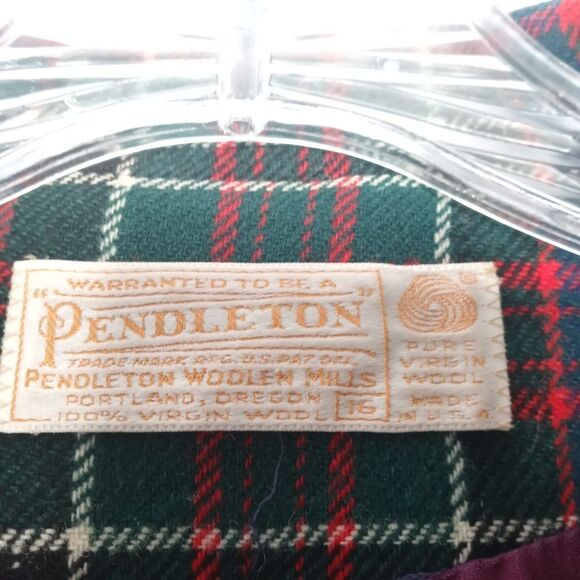 WARRANTED TO BE A
"PENDLETON"
TRADE MARK REG. U.S. PAT. OFF.
PENDLETON WOOLEN MILLS
PORTLAND, OREGON
100% VIRGIN WOOL
16
®
PURE
VIRGIN
WOOL
MADE
IN U.S.A.